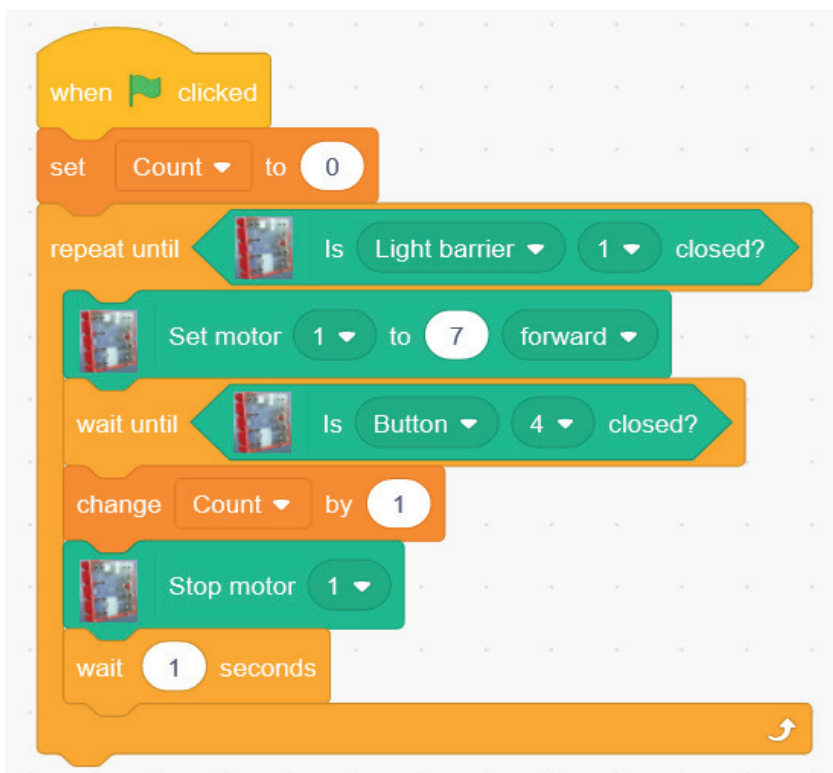 when clicked
set Count to 0
repeat until Is Light barrier 1 closed?
Set motor 1 to 7 forward
wait until Is Button 4 closed?
change Count by 1
Stop motor 1
wait 1 seconds